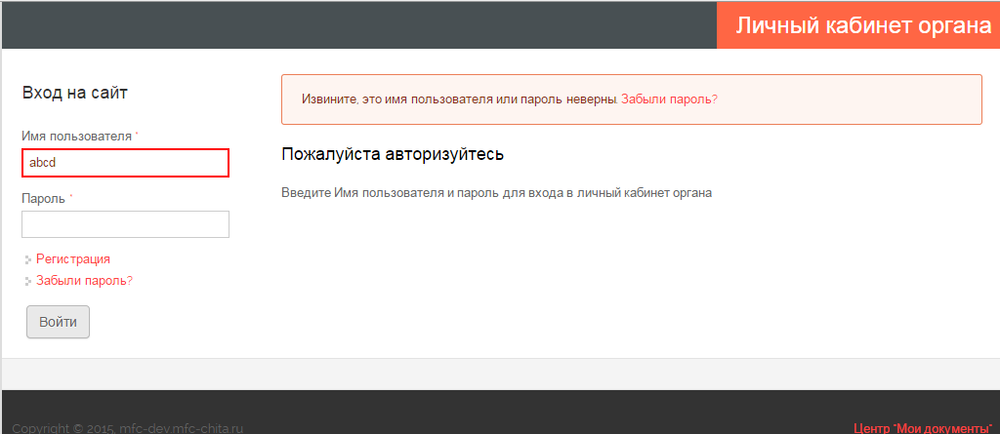 Личный кабинет органа
Вход на сайт
Извините, это имя пользователя или пароль неверны. Забыли пароль?
Имя пользователя *
abcd
Пожалуйста авторизуйтесь
Введите Имя пользователя и пароль для входа в личный кабинет органа
Пароль *
Регистрация
Забыли пароль?
Войти
Copyright © 2015, mfc-dev.mfc-chita.ru
Центр "Мои документы"